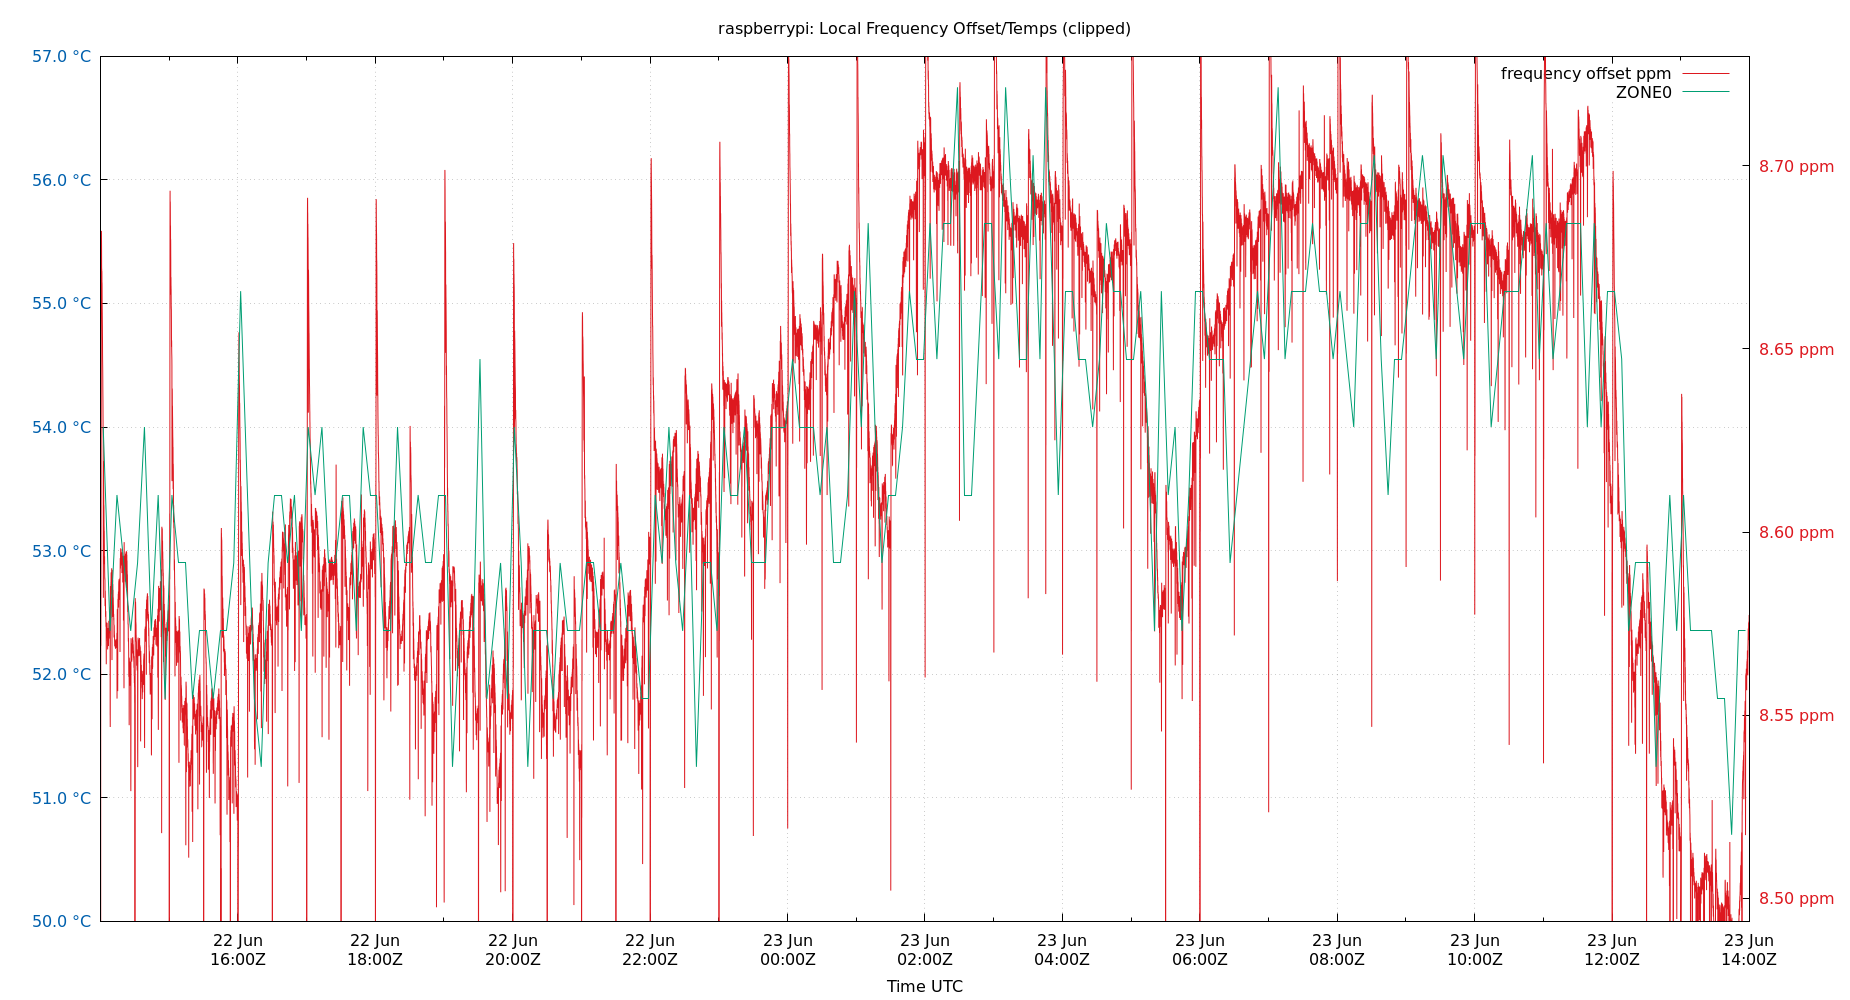 raspberrypi: Local Frequency Offset/Temps (clipped)
57.0 °C
56.0 °C
55.0 °C
54.0 °C
53.0 °C
52.0 °C
51.0 °C
50.0 °C
frequency offset ppm
ZONE0
8.70 ppm
8.65 ppm
8.60 ppm
8.55 ppm
8.50 ppm
22 Jun 22 Jun 22 Jun 22 Jun 23 Jun 23 Jun 23 Jun 23 Jun 23 Jun 23 Jun 23 Jun 23 Jun
16:00Z 18:00Z 20:00Z 22:00Z 00:00Z 02:00Z 04:00Z 06:00Z 08:00Z 10:00Z 12:00Z 14:00Z
Time UTC